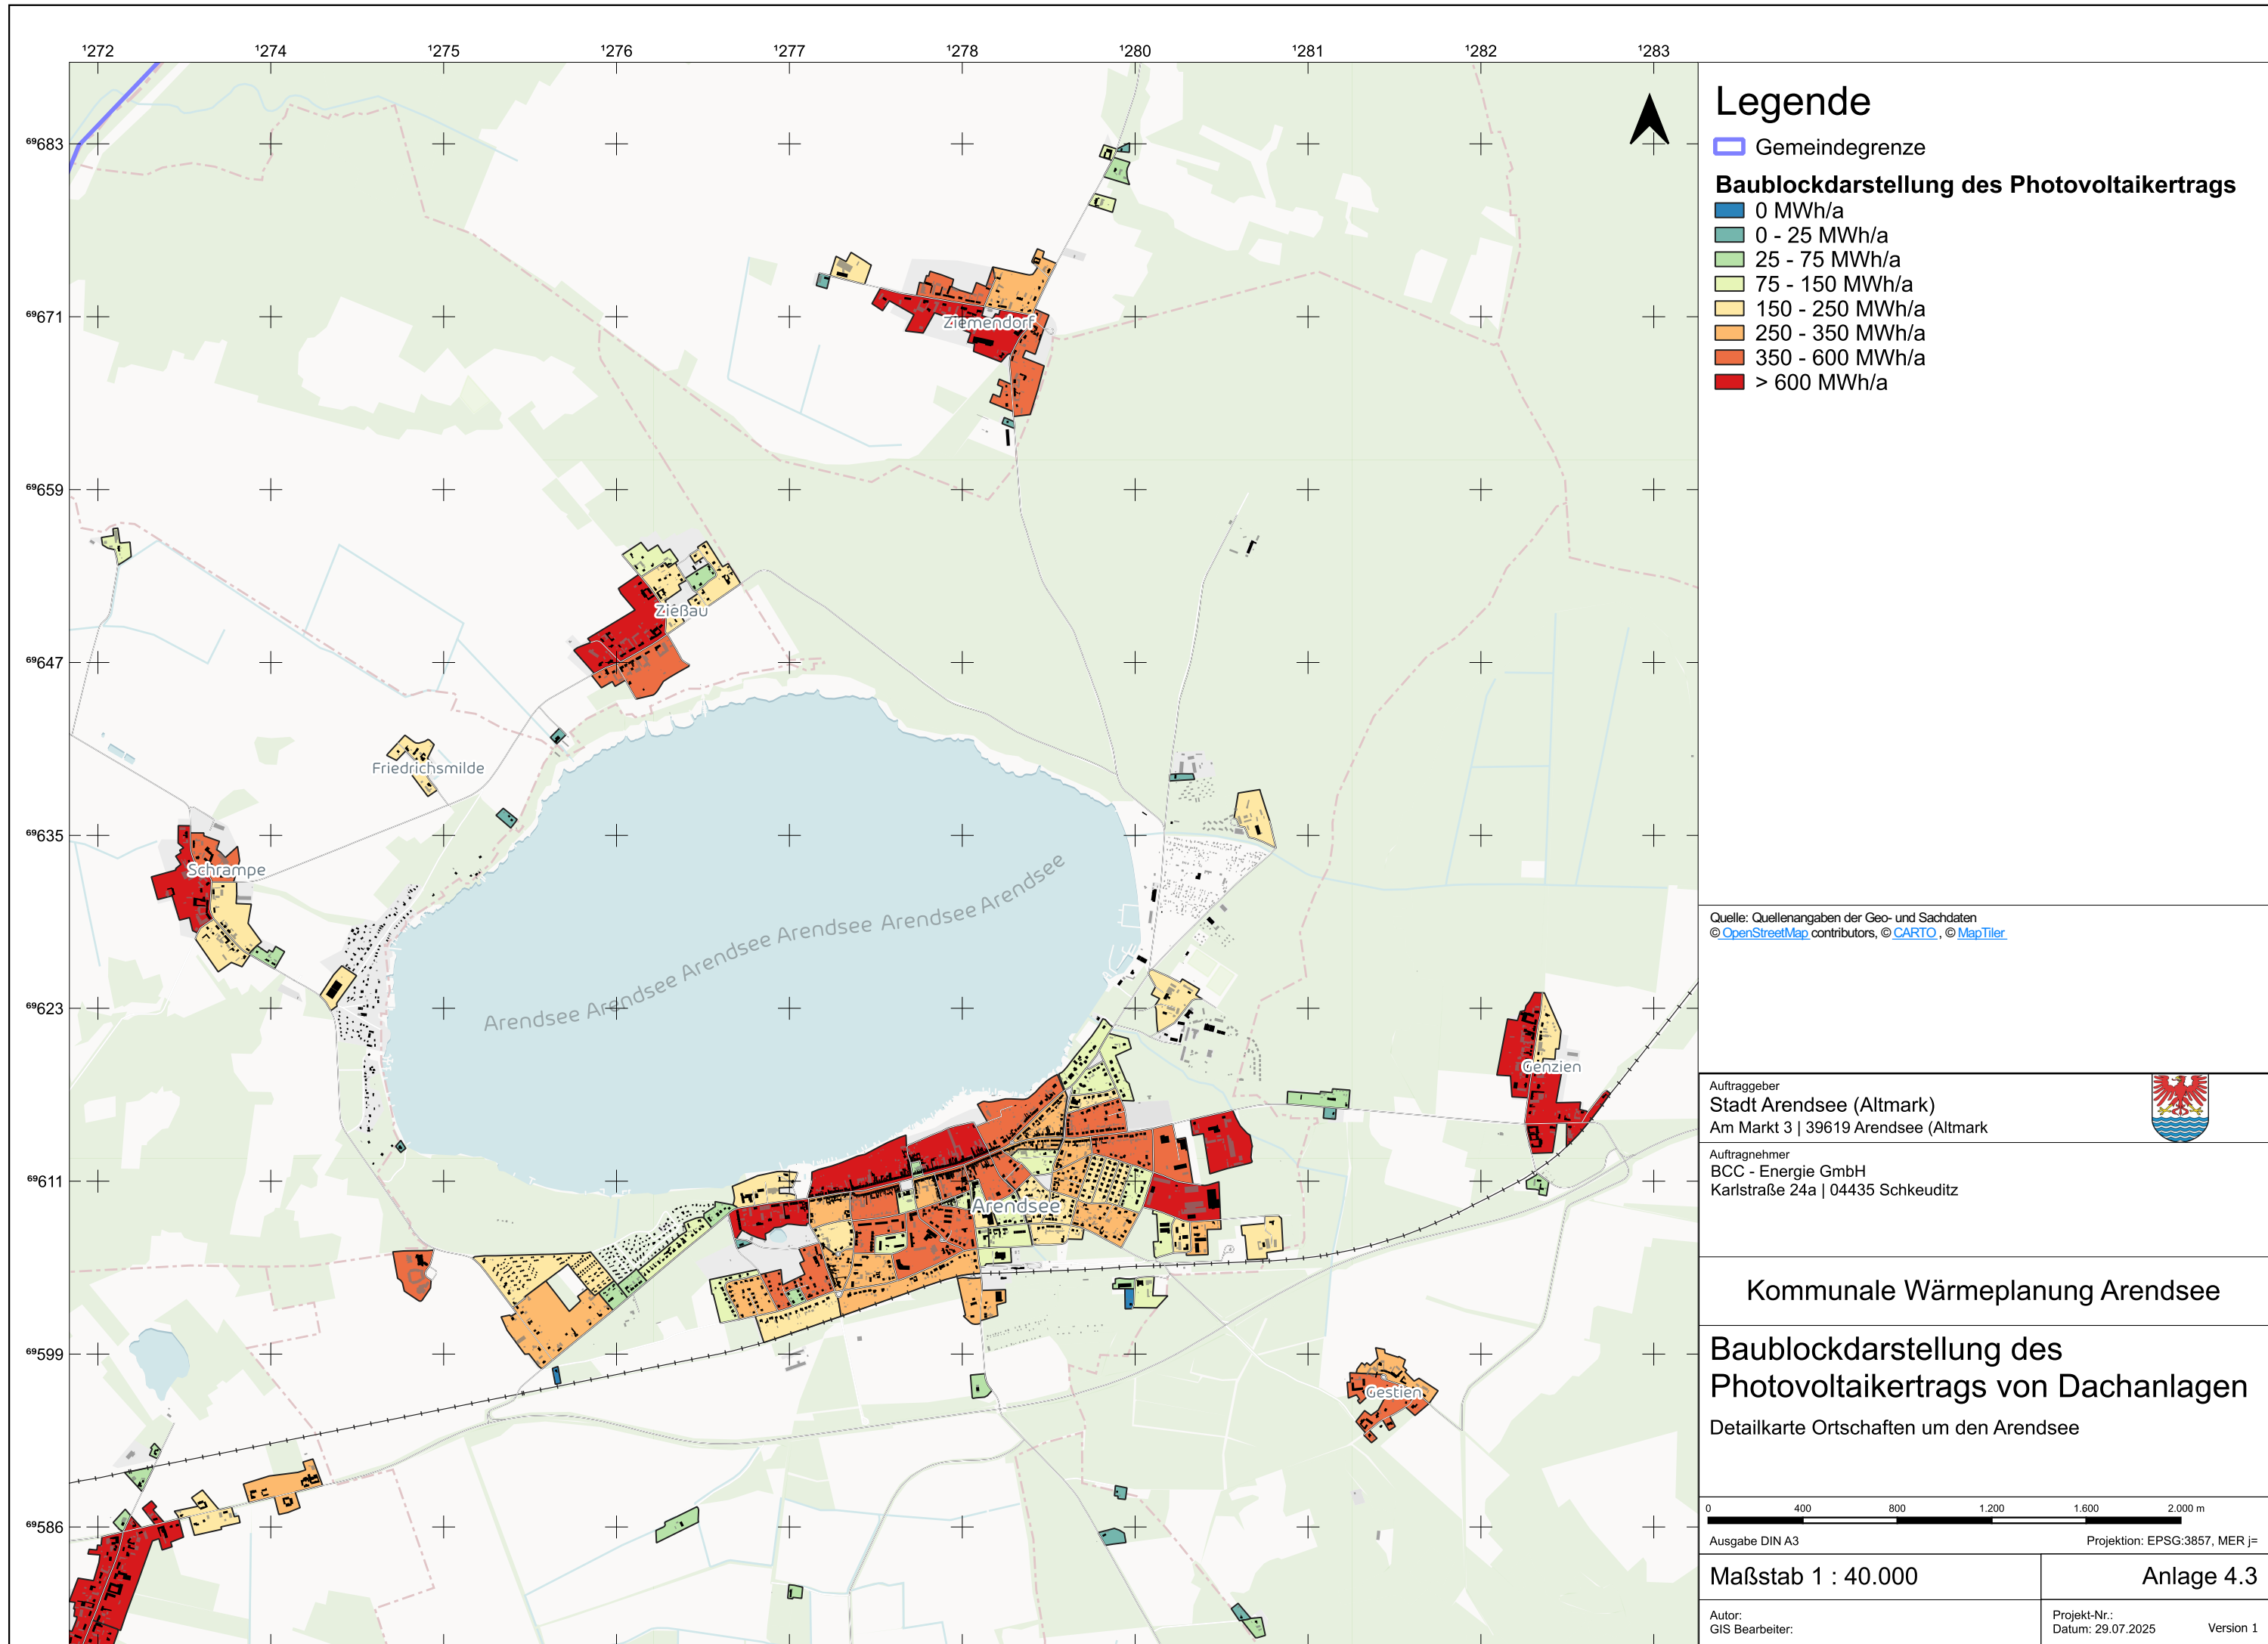 ¹272 ¹274 ¹275 ¹276 ¹277 ¹278 ¹280 ¹281 ¹282 ¹283
⁶⁹683
⁶⁹671
⁶⁹659
⁶⁹647
⁶⁹635
⁶⁹623
⁶⁹611
⁶⁹599
⁶⁹586
Ziemendorf
Zießau
Friedrichsmilde
Schrampe
Arendsee Arendsee Arendsee Arendsee Arendsee Arendsee
Genzien
Arendsee
Gestien
Legende
Gemeindegrenze
Baublockdarstellung des Photovoltaikertrags
0 MWh/a
0 - 25 MWh/a
25 - 75 MWh/a
75 - 150 MWh/a
150 - 250 MWh/a
250 - 350 MWh/a
350 - 600 MWh/a
> 600 MWh/a
Quelle: Quellenangaben der Geo- und Sachdaten
© OpenStreetMap contributors, © CARTO , © MapTiler
Auftraggeber
Stadt Arendsee (Altmark)
Am Markt 3 | 39619 Arendsee (Altmark
Auftragnehmer
BCC - Energie GmbH
Karlstraße 24a | 04435 Schkeuditz
Kommunale Wärmeplanung Arendsee
Baublockdarstellung des
Photovoltaikertrags von Dachanlagen
Detailkarte Ortschaften um den Arendsee
0 400 800 1.200 1.600 2.000 m
Ausgabe DIN A3 Projektion: EPSG:3857, MER j=
Maßstab 1 : 40.000 Anlage 4.3
Autor: Projekt-Nr.:
GIS Bearbeiter: Datum: 29.07.2025 Version 1